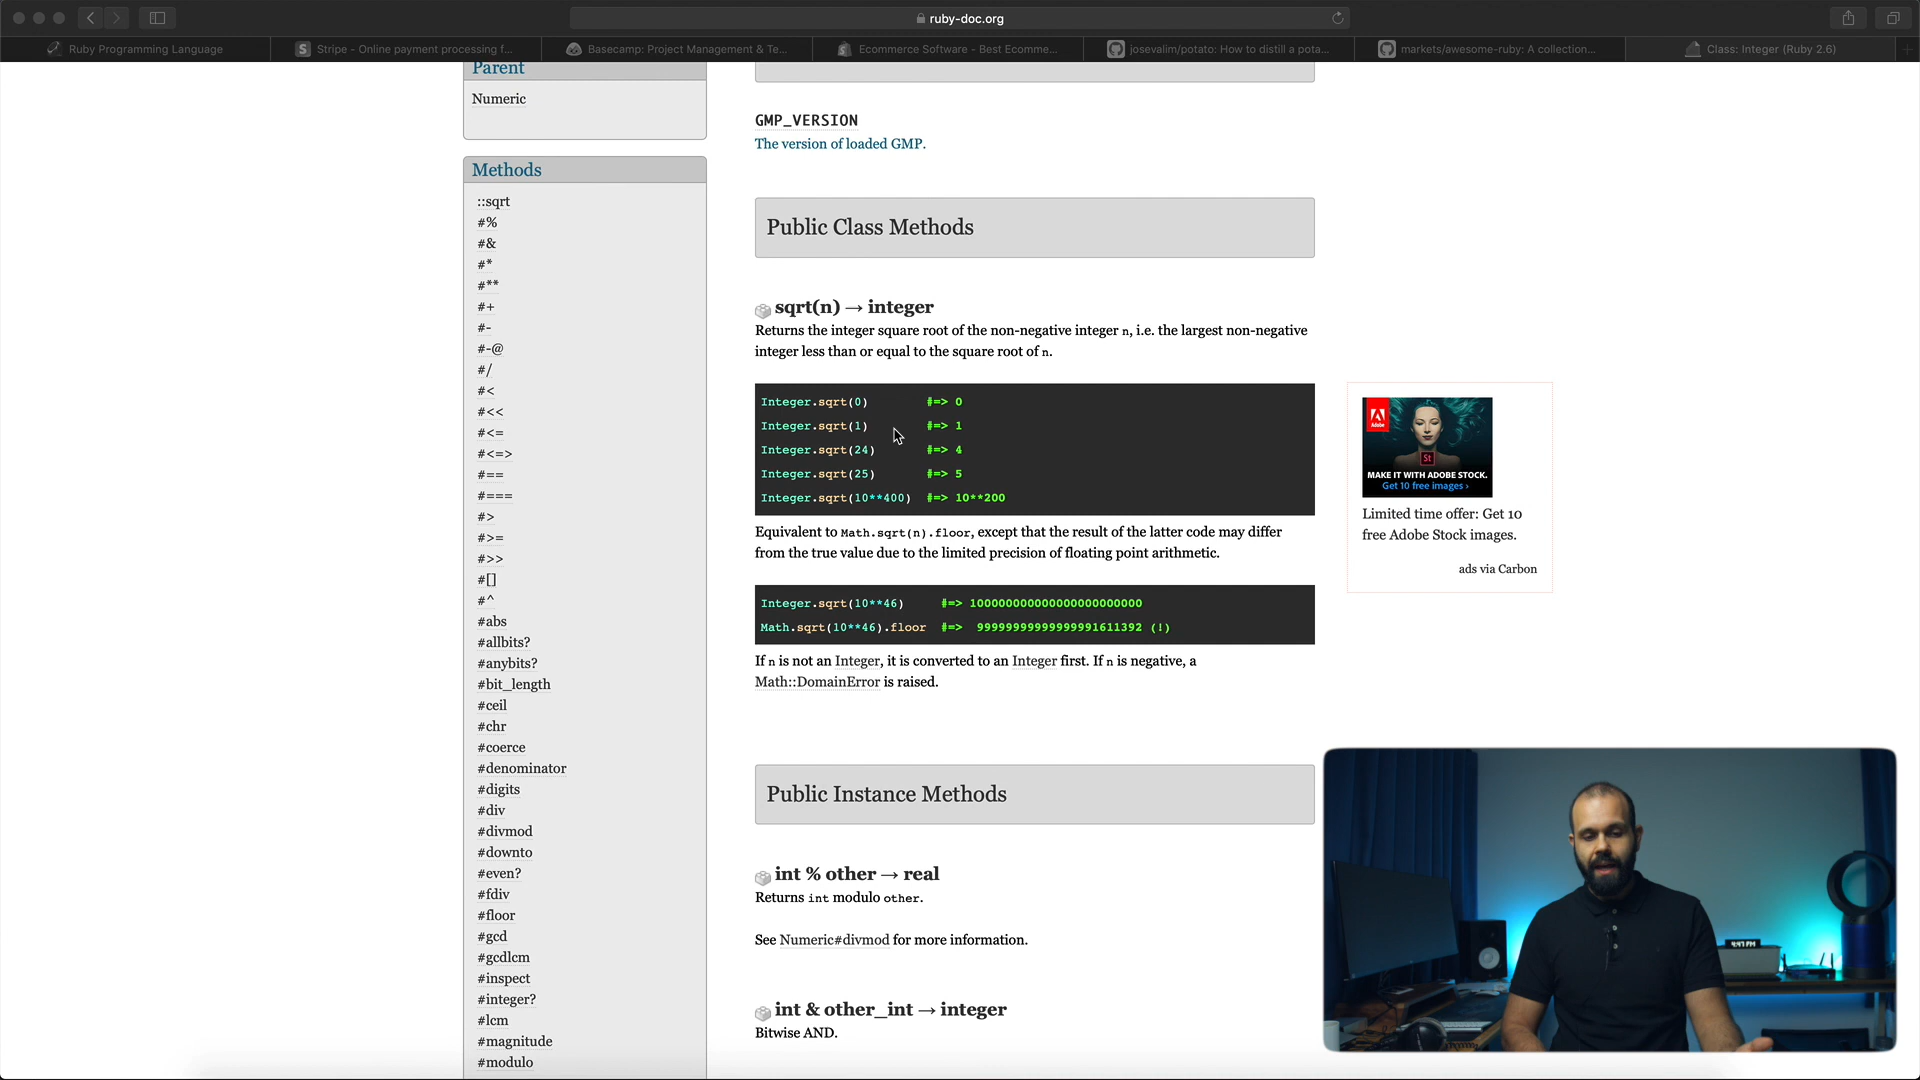 ruby-doc.org
Ruby Programming Language
Stripe - Online payment processing f...
Basecamp: Project Management & Te...
Ecommerce Software - Best Ecomme...
josevalim/potato: How to distill a pota...
markets/awesome-ruby: A collection...
Class: Integer (Ruby 2.6)
Parent
Numeric
Methods
::sqrt
#%
#&
#*
#**
#+
#-
#-@
#/
#<
#<<
#<=
#<=>
#==
#===
#>
#>=
#>>
#[]
#^
#abs
#allbits?
#anybits?
#bit_length
#ceil
#chr
#coerce
#denominator
#digits
#div
#divmod
#downto
#even?
#fdiv
#floor
#gcd
#gcdlcm
#inspect
#integer?
#lcm
#magnitude
#modulo
GMP_VERSION
The version of loaded GMP.
Public Class Methods
sqrt(n) → integer
Returns the integer square root of the non-negative integer n, i.e. the largest non-negative
integer less than or equal to the square root of n.
Integer.sqrt(0) #=> 0
Integer.sqrt(1) #=> 1
Integer.sqrt(24) #=> 4
Integer.sqrt(25) #=> 5
Integer.sqrt(10**400) #=> 10**200
Equivalent to Math.sqrt(n).floor, except that the result of the latter code may differ
from the true value due to the limited precision of floating point arithmetic.
Integer.sqrt(10**46) #=> 100000000000000000000000
Math.sqrt(10**46).floor #=> 99999999999999991611392 (!)
If n is not an Integer, it is converted to an Integer first. If n is negative, a
Math::DomainError is raised.
Public Instance Methods
int % other → real
Returns int modulo other.
See Numeric#divmod for more information.
int & other_int → integer
Bitwise AND.
Adobe
St
MAKE IT WITH ADOBE STOCK.
Get 10 free images ›
Limited time offer: Get 10
free Adobe Stock images.
ads via Carbon
4:47 PM